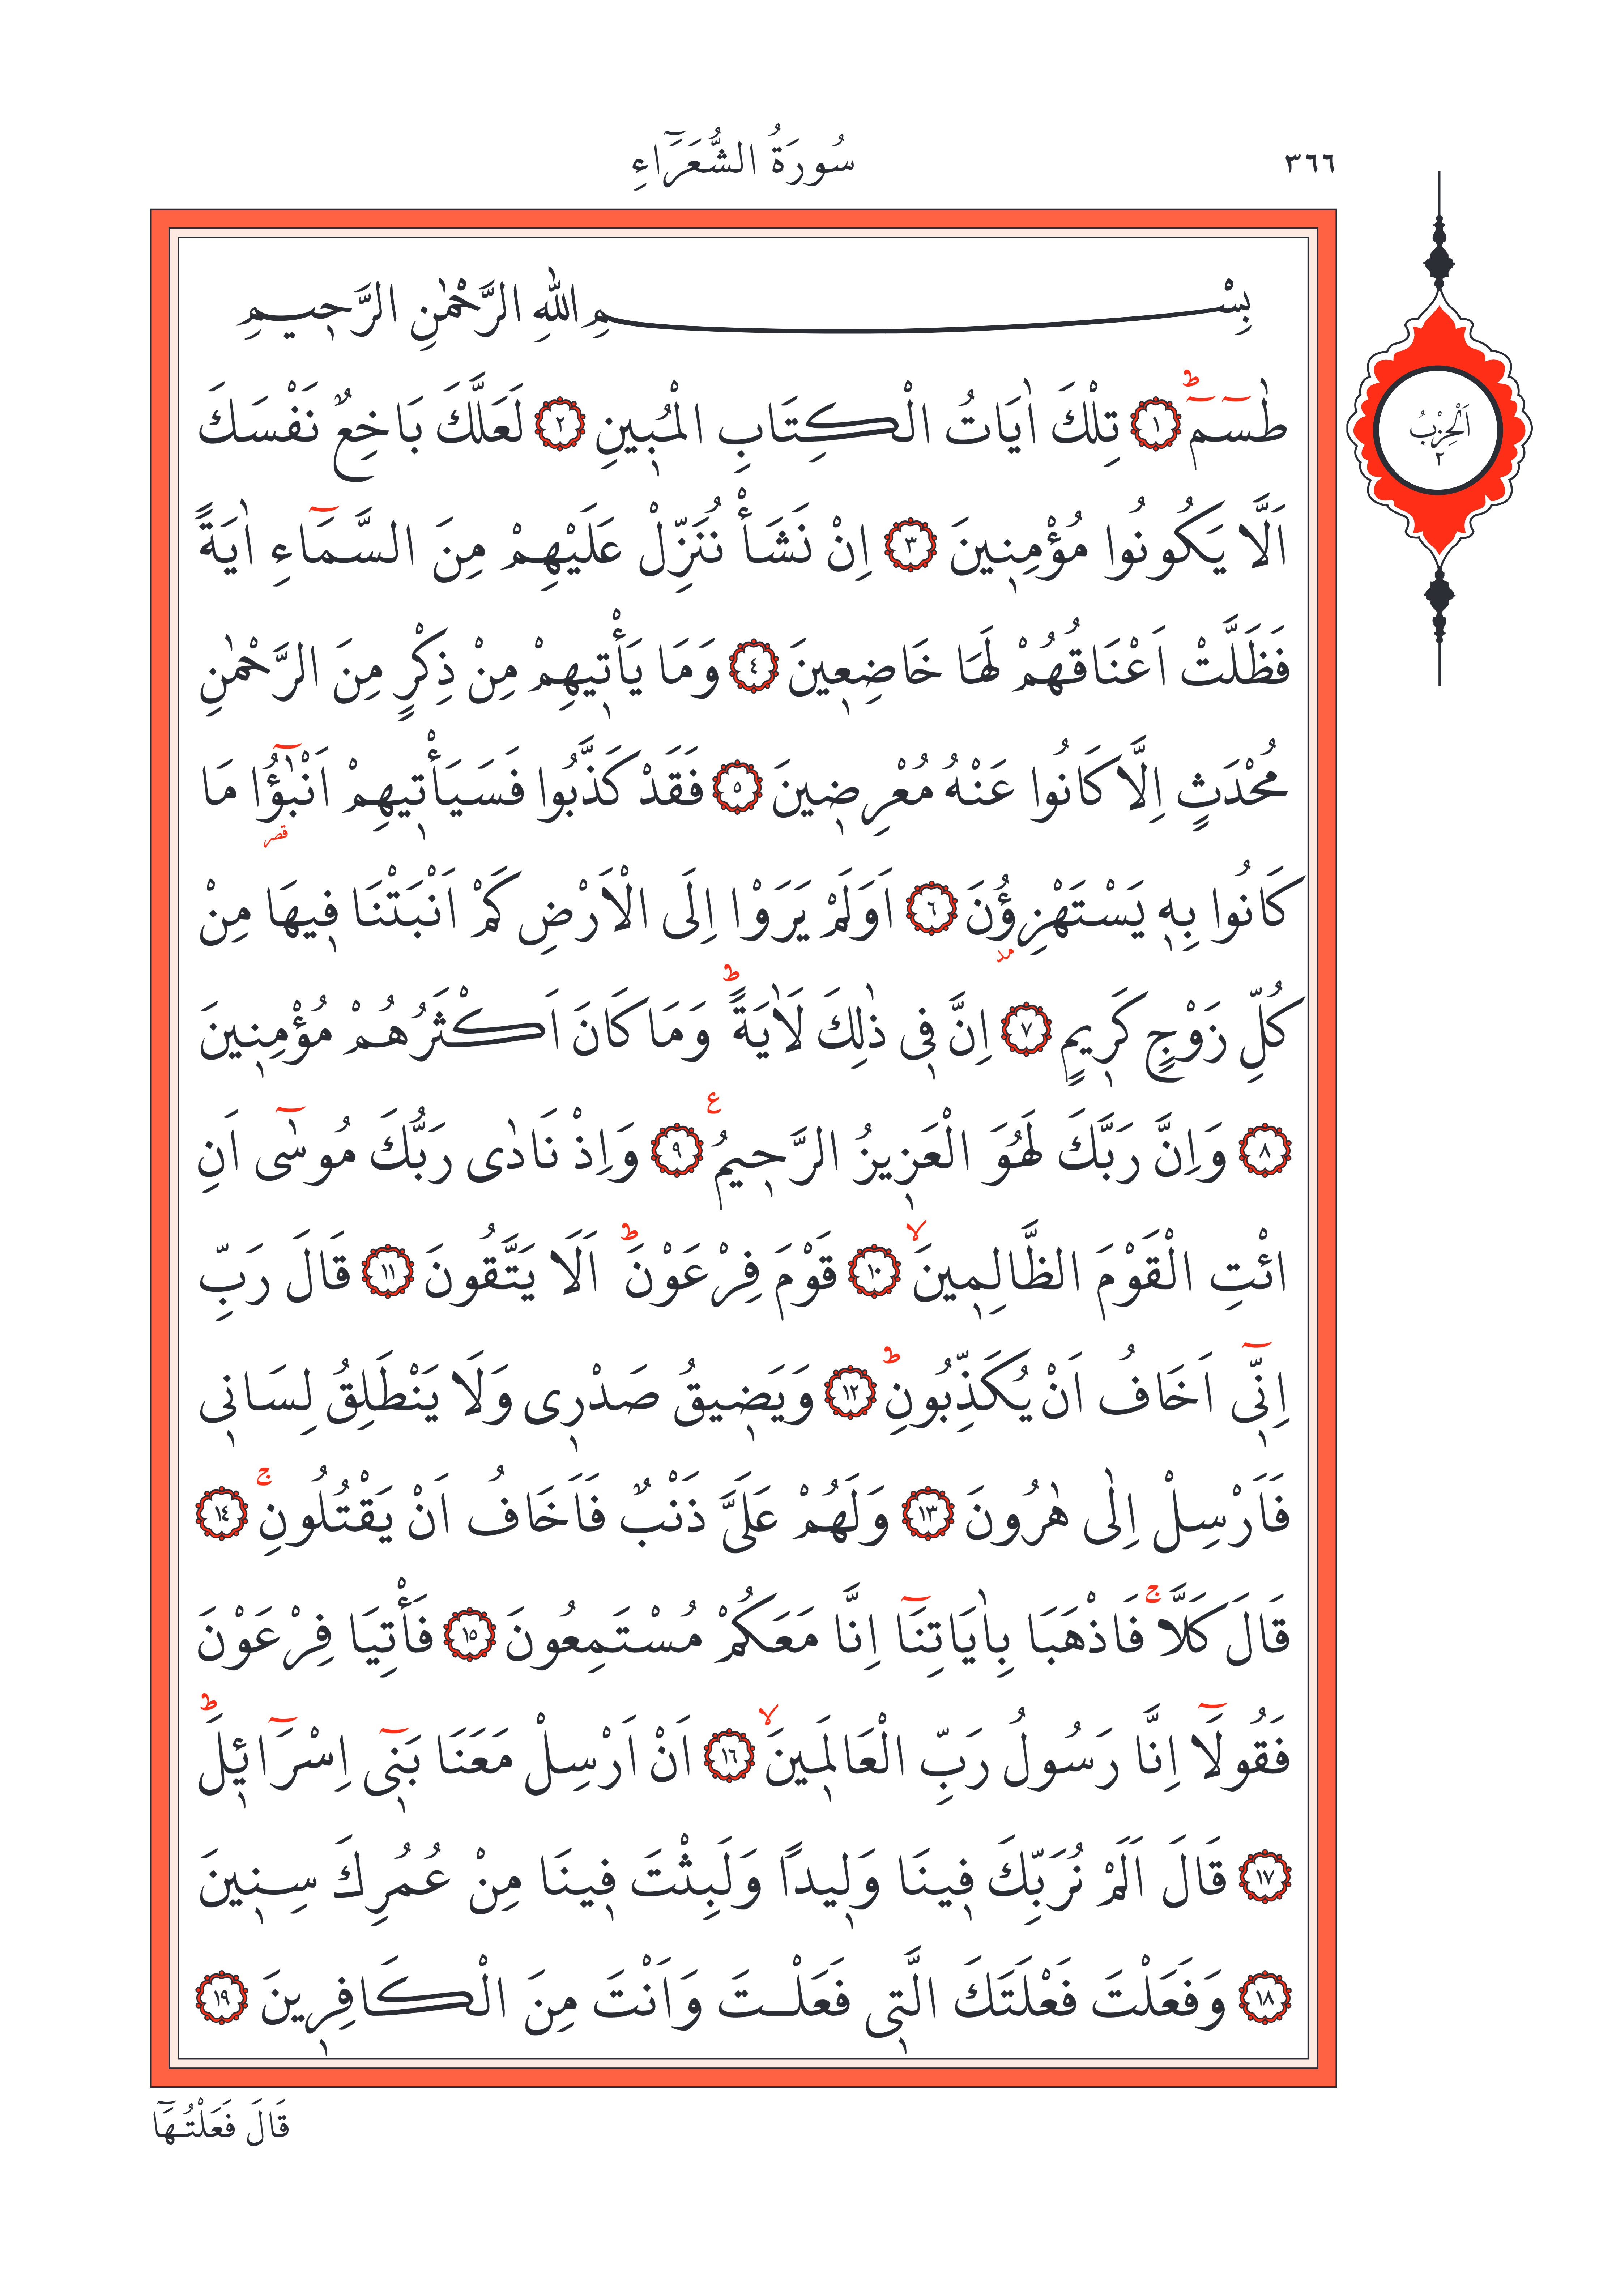 ٣٦٦
سُورَةُ الشُّعَرَٓاءِ
اَلْحِزْبُ
٢
بِسْمِ اللّٰهِ الرَّحْمٰنِ الرَّح۪يمِ
طٰسٓمٓۜ ﴿١﴾ تِلْكَ اٰيَاتُ الْكِتَابِ الْمُب۪ينِ ﴿٢﴾ لَعَلَّكَ بَاخِعٌ نَفْسَكَ
اَلَّا يَكُونُوا مُؤْمِن۪ينَ ﴿٣﴾ اِنْ نَشَأْ نُنَزِّلْ عَلَيْهِمْ مِنَ السَّمَٓاءِ اٰيَةً
فَظَلَّتْ اَعْنَاقُهُمْ لَهَا خَاضِع۪ينَ ﴿٤﴾ وَمَا يَأْت۪يهِمْ مِنْ ذِكْرٍ مِنَ الرَّحْمٰنِ
مُحْدَثٍ اِلَّا كَانُوا عَنْهُ مُعْرِض۪ينَ ﴿٥﴾ فَقَدْ كَذَّبُوا فَسَيَأْت۪يهِمْ اَنْبٰٓؤُ۬ا مَا
كَانُوا بِه۪ يَسْتَهْزِؤُ۫نَ ﴿٦﴾ اَوَلَمْ يَرَوْا اِلَى الْاَرْضِ كَمْ اَنْبَتْنَا ف۪يهَا مِنْ
كُلِّ زَوْجٍ كَر۪يمٍ ﴿٧﴾ اِنَّ ف۪ي ذٰلِكَ لَاٰيَةًۜ وَمَا كَانَ اَكْثَرُهُمْ مُؤْمِن۪ينَ
﴿٨﴾ وَاِنَّ رَبَّكَ لَهُوَ الْعَز۪يزُ الرَّح۪يمُ۟ ﴿٩﴾ وَاِذْ نَادٰى رَبُّكَ مُوسٰٓى اَنِ
ائْتِ الْقَوْمَ الظَّالِم۪ينَۙ ﴿١٠﴾ قَوْمَ فِرْعَوْنَۜ اَلَا يَتَّقُونَ ﴿١١﴾ قَالَ رَبِّ
اِنّ۪ٓي اَخَافُ اَنْ يُكَذِّبُونِۜ ﴿١٢﴾ وَيَض۪يقُ صَدْر۪ي وَلَا يَنْطَلِقُ لِسَان۪ي
فَاَرْسِلْ اِلٰى هٰرُونَ ﴿١٣﴾ وَلَهُمْ عَلَيَّ ذَنْبٌ فَاَخَافُ اَنْ يَقْتُلُونِۚ ﴿١٤﴾
قَالَ كَلَّاۚ فَاذْهَبَا بِاٰيَاتِنَٓا اِنَّا مَعَكُمْ مُسْتَمِعُونَ ﴿١٥﴾ فَأْتِيَا فِرْعَوْنَ
فَقُولَٓا اِنَّا رَسُولُ رَبِّ الْعَالَم۪ينَۙ ﴿١٦﴾ اَنْ اَرْسِلْ مَعَنَا بَن۪ٓي اِسْرَٓائ۪لَۜ
﴿١٧﴾ قَالَ اَلَمْ نُرَبِّكَ ف۪ينَا وَل۪يدًا وَلَبِثْتَ ف۪ينَا مِنْ عُمُرِكَ سِن۪ينَ
﴿١٨﴾ وَفَعَلْتَ فَعْلَتَكَ الَّت۪ي فَعَلْتَ وَاَنْتَ مِنَ الْكَافِر۪ينَ ﴿١٩﴾
قَالَ فَعَلْتُهَٓا